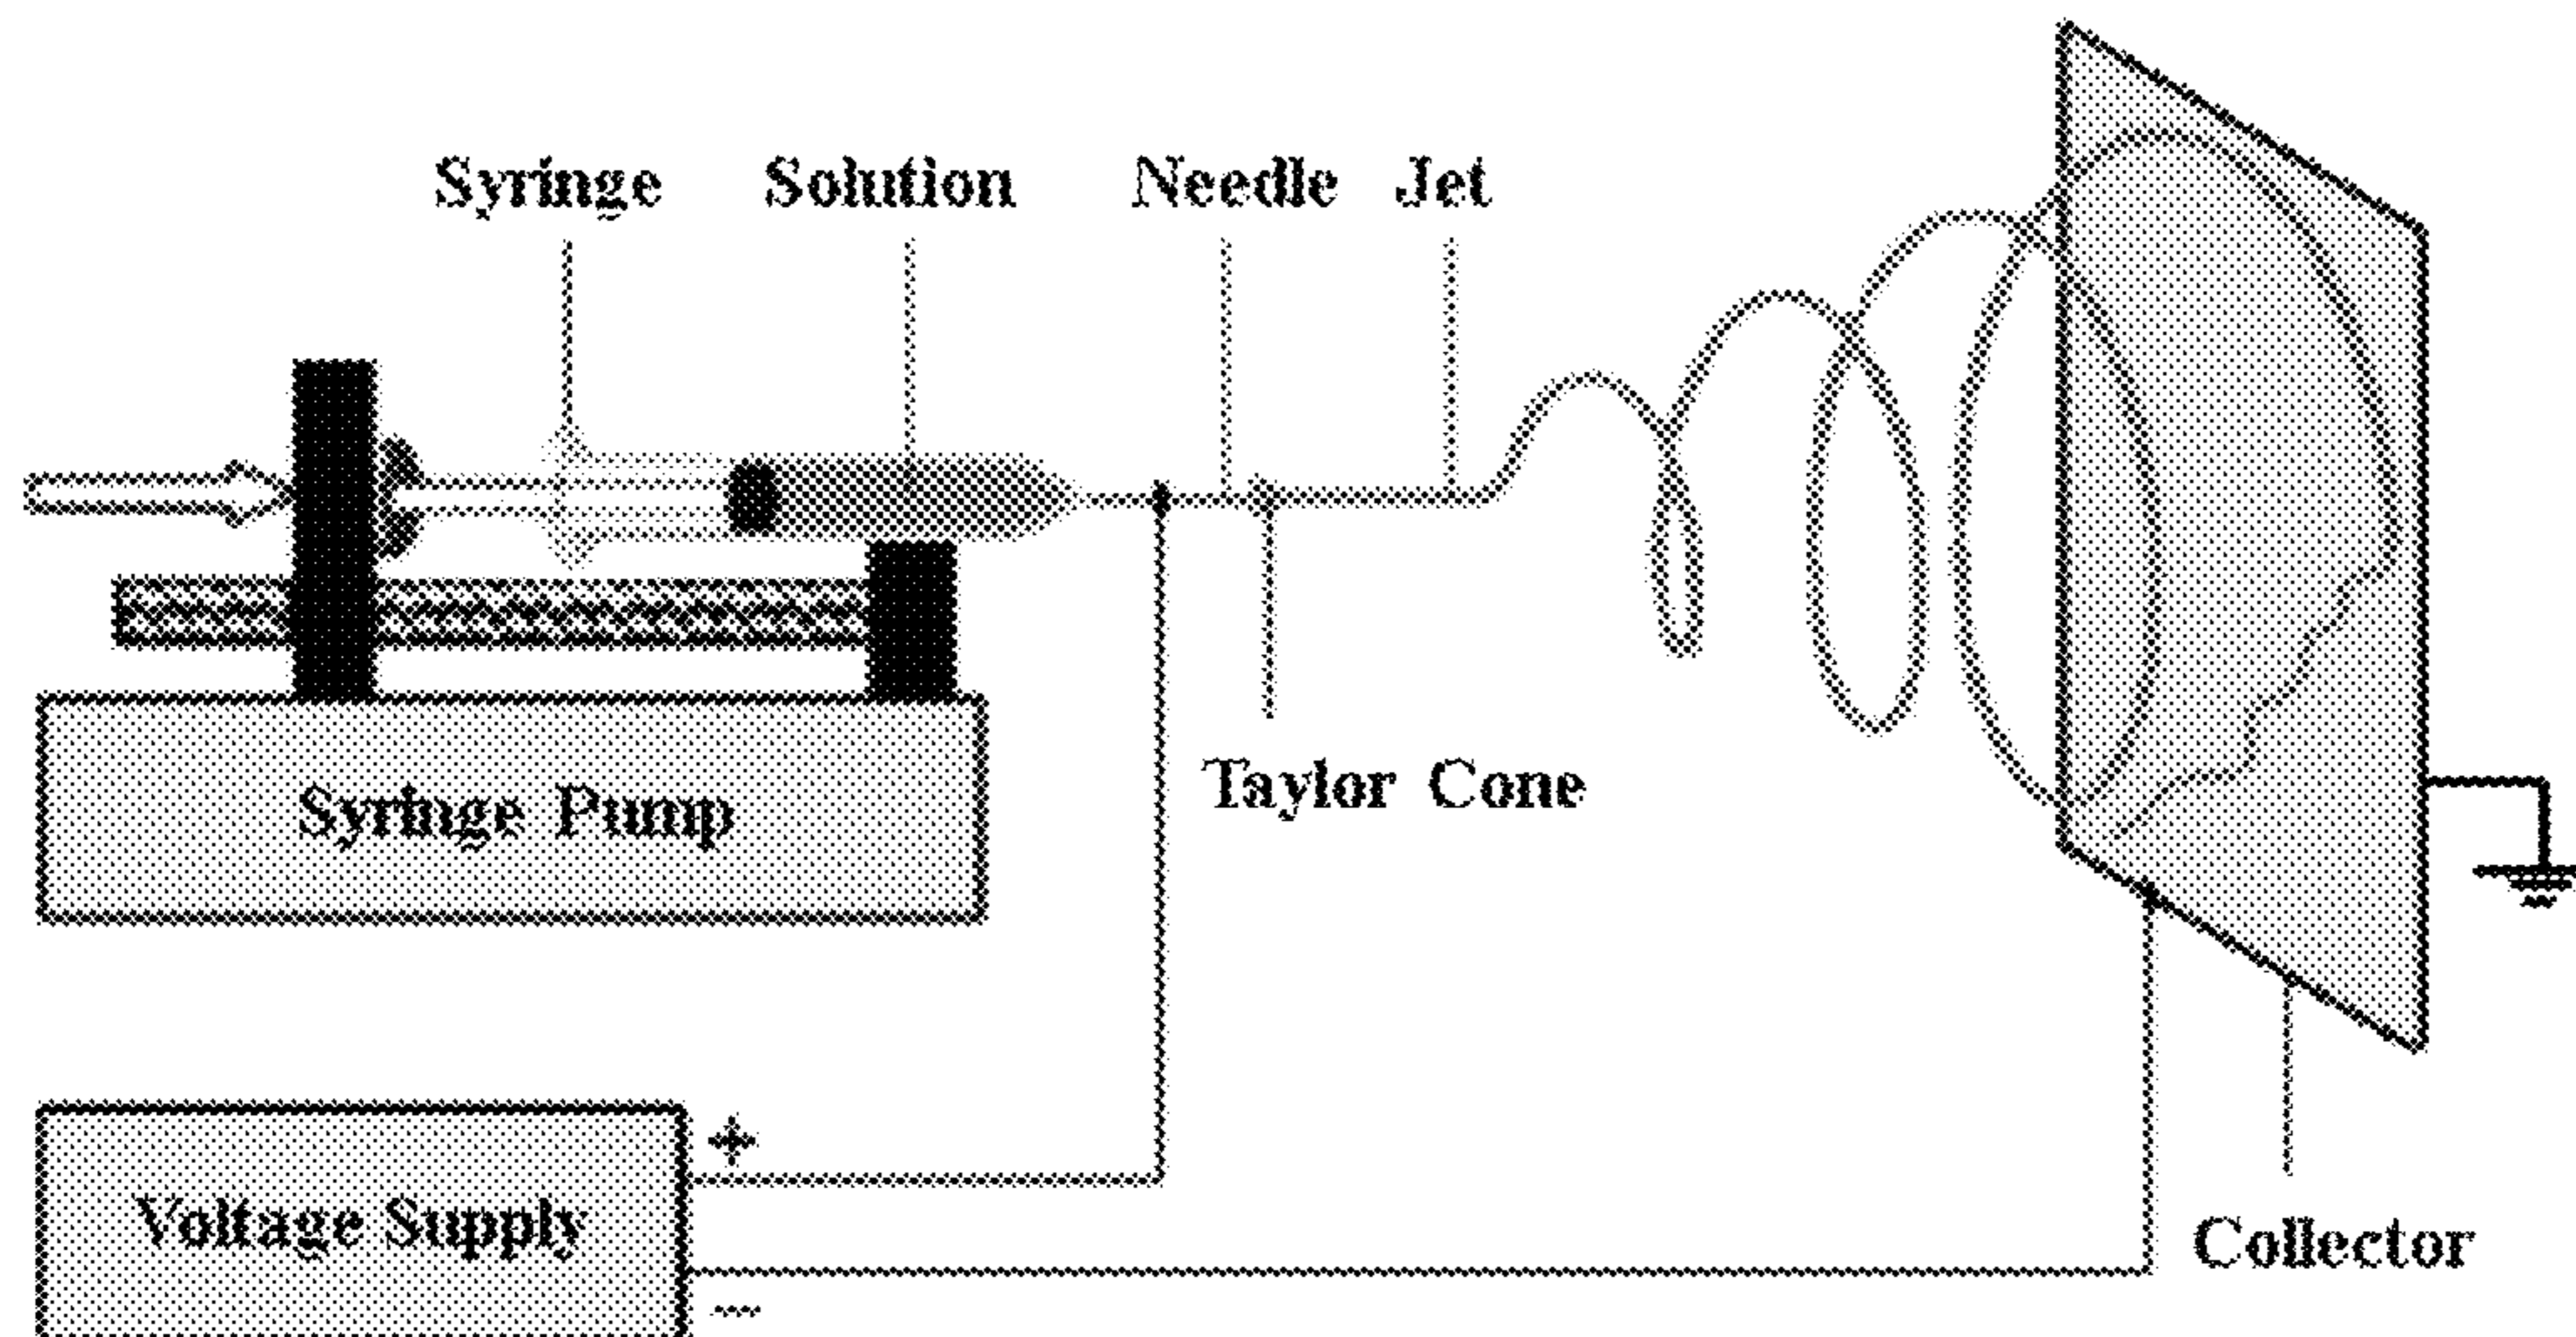 Syringe Solution Needle Jet
Taylor Cone
Syringe Pump
+
Voltage Supply
Collector
−